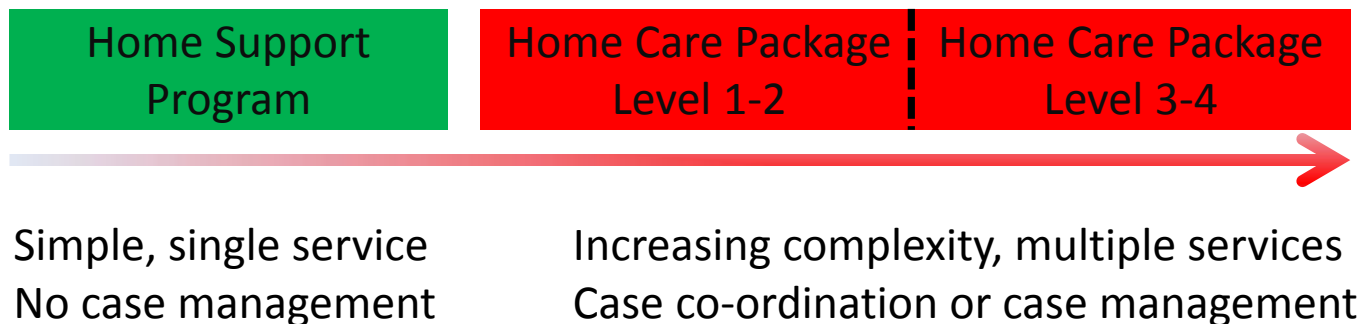 Home Support
Program
Home Care Package
Level 1-2
Home Care Package
Level 3-4
Simple, single service
No case management
Increasing complexity, multiple services
Case co-ordination or case management